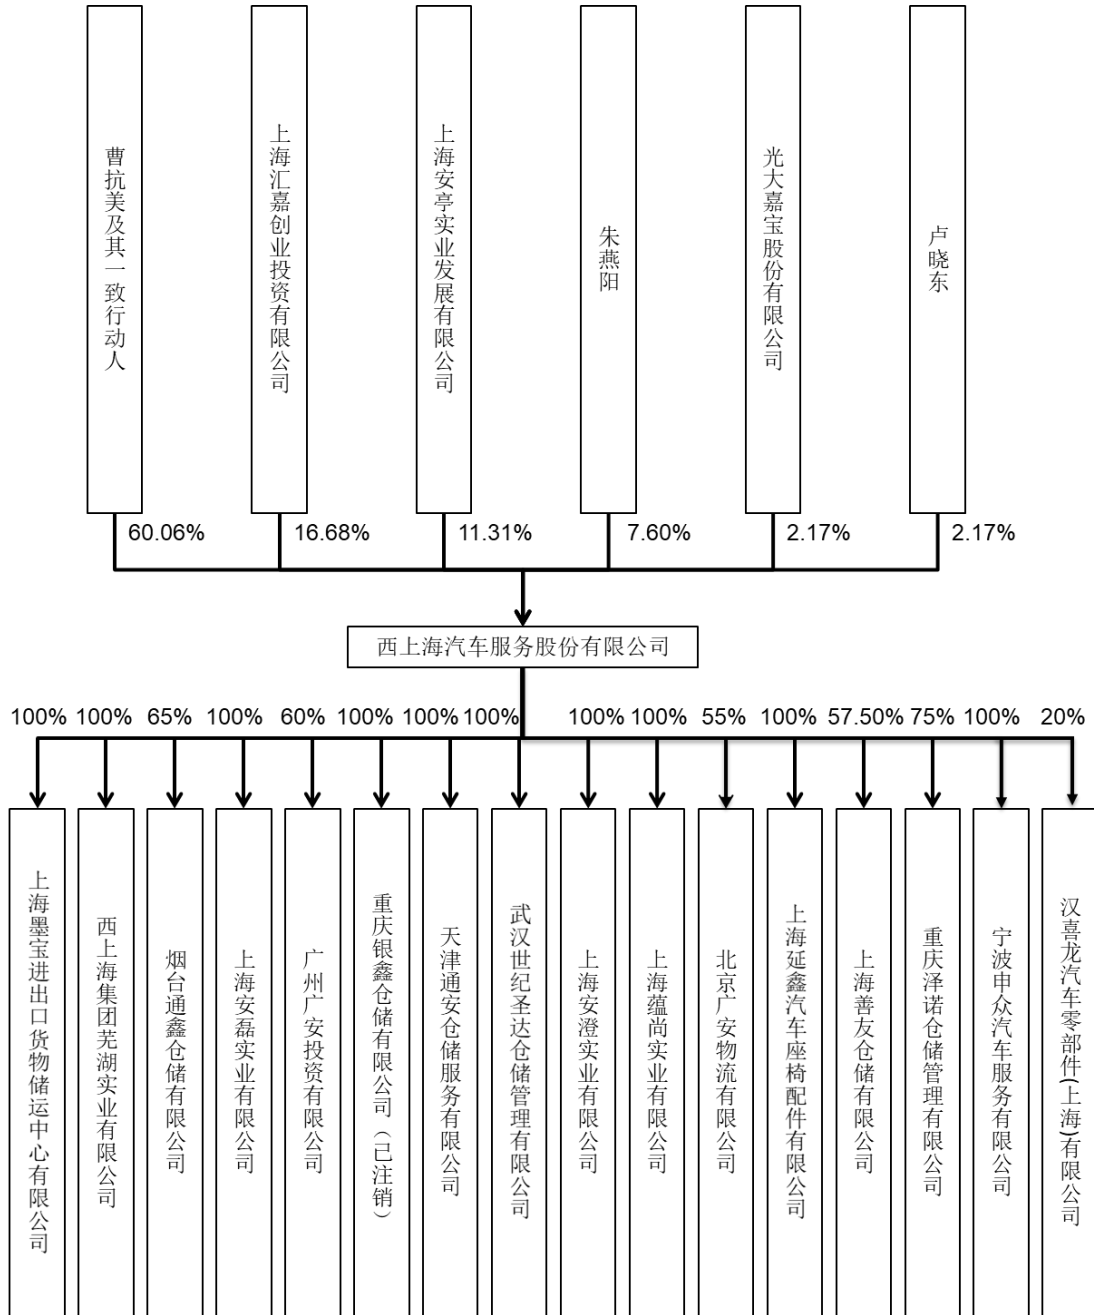 曹抗美及其一致行动人
上海汇嘉创业投资有限公司
上海安亭实业发展有限公司
朱燕阳
光大嘉宝股份有限公司
卢晓东
60.06%
16.68%
11.31%
7.60%
2.17%
2.17%
西上海汽车服务股份有限公司
100%
100%
65%
100%
60%
100%
100%
100%
100%
100%
55%
100%
57.50%
75%
100%
20%
上海墨宝进出口货物储运中心有限公司
西上海集团芜湖实业有限公司
烟台通鑫仓储有限公司
上海安磊实业有限公司
广州广安投资有限公司
重庆银鑫仓储有限公司（已注销）
天津通安仓储服务有限公司
武汉世纪圣达仓储管理有限公司
上海安澄实业有限公司
上海蕴尚实业有限公司
北京广安物流有限公司
上海延鑫汽车座椅配件有限公司
上海善友仓储有限公司
重庆泽诺仓储管理有限公司
宁波申众汽车服务有限公司
汉喜龙汽车零部件(上海)有限公司